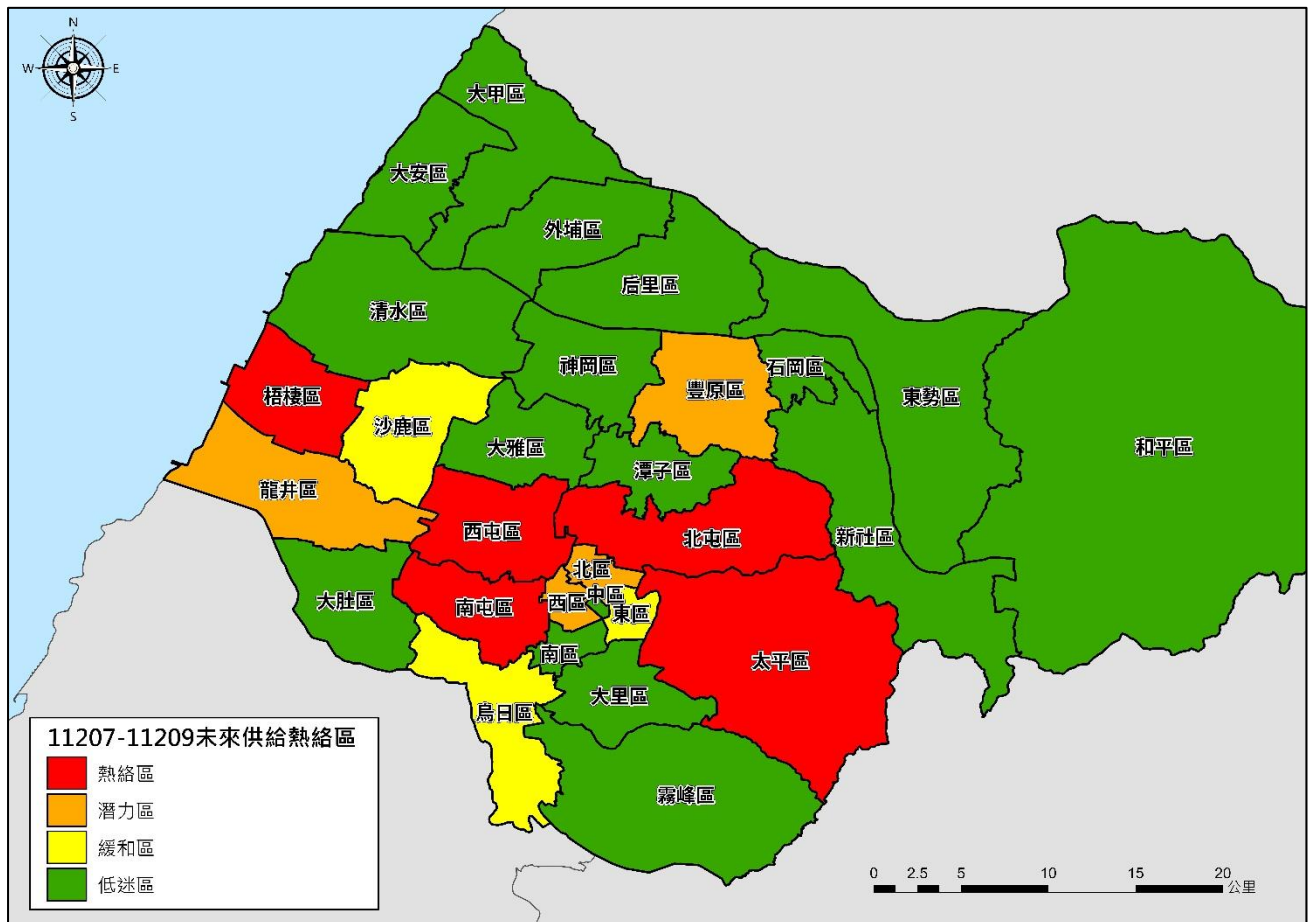 N
W
E
S
大甲區
大安區
外埔區
后里區
清水區
神岡區
石岡區
豐原區
東勢區
和平區
梧棲區
沙鹿區
大雅區
潭子區
龍井區
西屯區
北屯區
新社區
北區
中區
西區
東區
大肚區
南屯區
南區
太平區
大里區
烏日區
霧峰區
11207-11209未來供給熱絡區
熱絡區
潛力區
緩和區
低迷區
0 2.5 5 10 15 20
公里